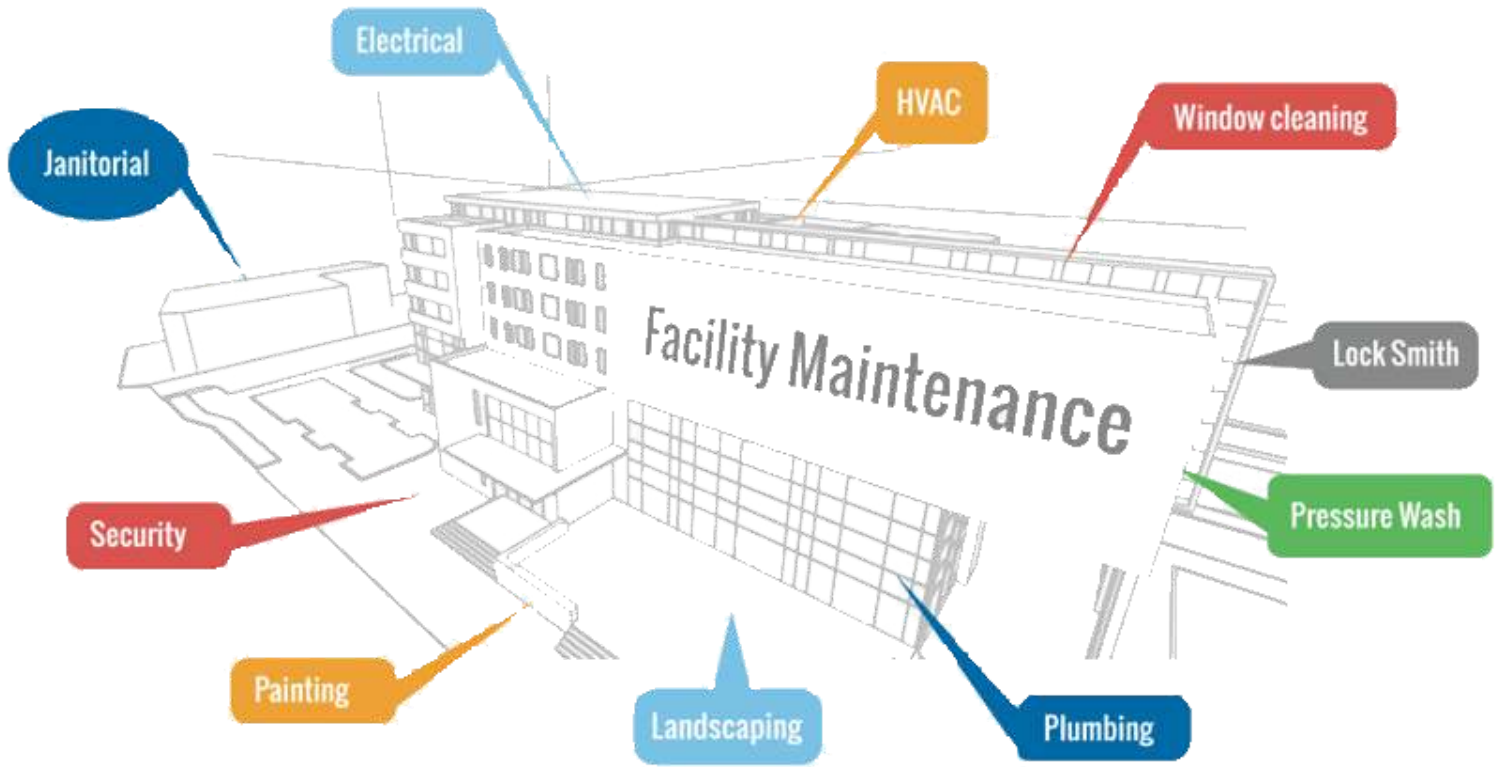 Electrical
HVAC
Window cleaning
Janitorial
Facility Maintenance
Lock Smith
Pressure Wash
Security
Painting
Landscaping
Plumbing